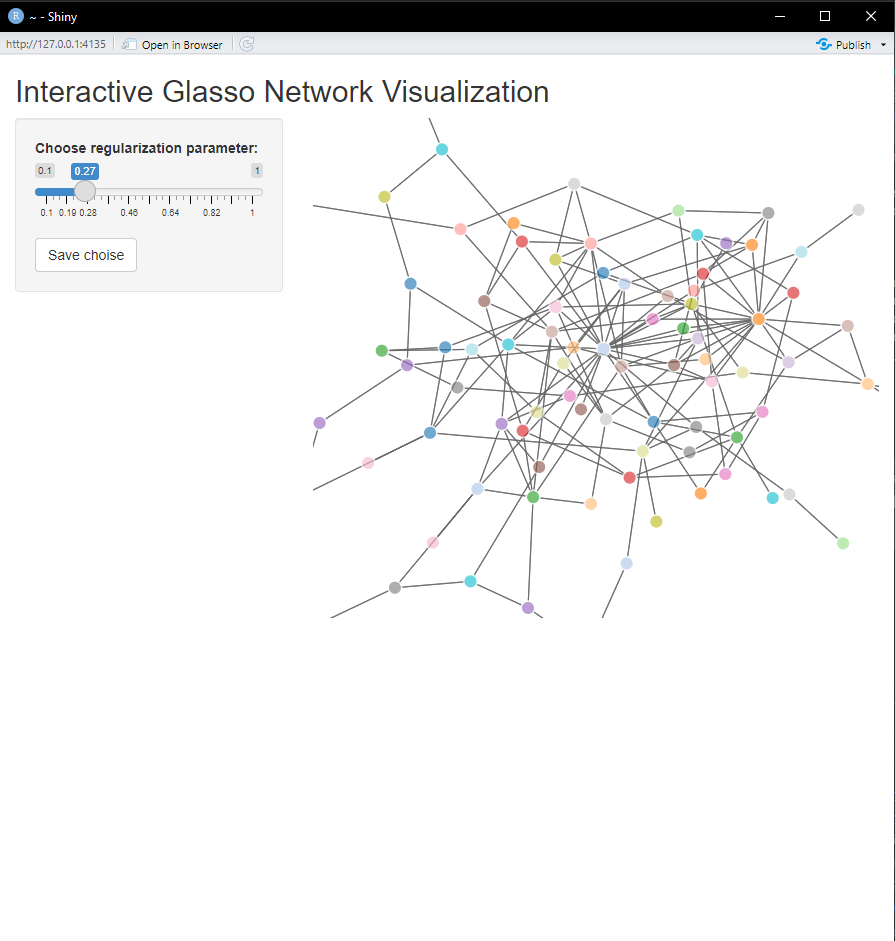 R ~ - Shiny
http://127.0.0.1:4135 Open in Browser Publish
Interactive Glasso Network Visualization
Choose regularization parameter:
0.1 0.27 1
0.1 0.19 0.28 0.46 0.64 0.82 1
Save choise